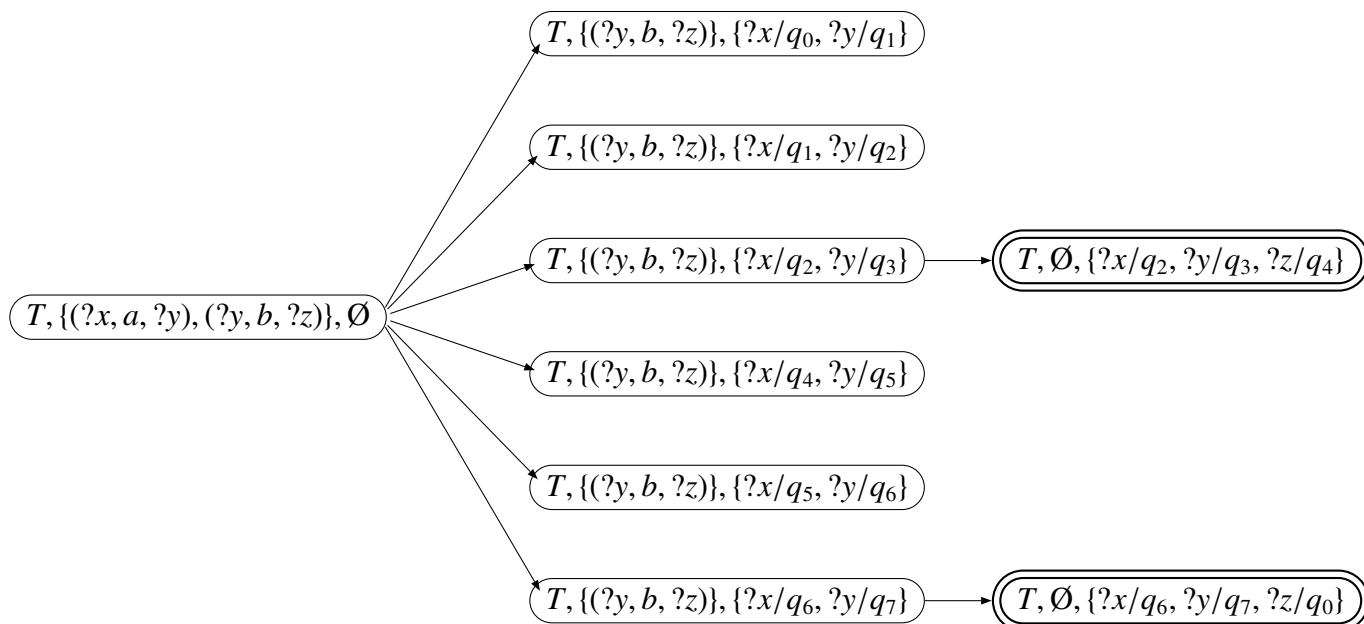 T, {(?y, b, ?z)}, {?x/q₀, ?y/q₁}
T, {(?y, b, ?z)}, {?x/q₁, ?y/q₂}
T, {(?y, b, ?z)}, {?x/q₂, ?y/q₃}
T, Ø, {?x/q₂, ?y/q₃, ?z/q₄}
T, {(?x, a, ?y), (?y, b, ?z)}, Ø
T, {(?y, b, ?z)}, {?x/q₄, ?y/q₅}
T, {(?y, b, ?z)}, {?x/q₅, ?y/q₆}
T, {(?y, b, ?z)}, {?x/q₆, ?y/q₇}
T, Ø, {?x/q₆, ?y/q₇, ?z/q₀}